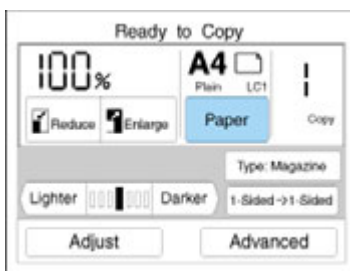 Ready to Copy
100%
A4
Plain LC1
1
Reduce Enlarge
Paper
Copy
Type: Magazine
Lighter Darker
1-Sided->1-Sided
Adjust
Advanced